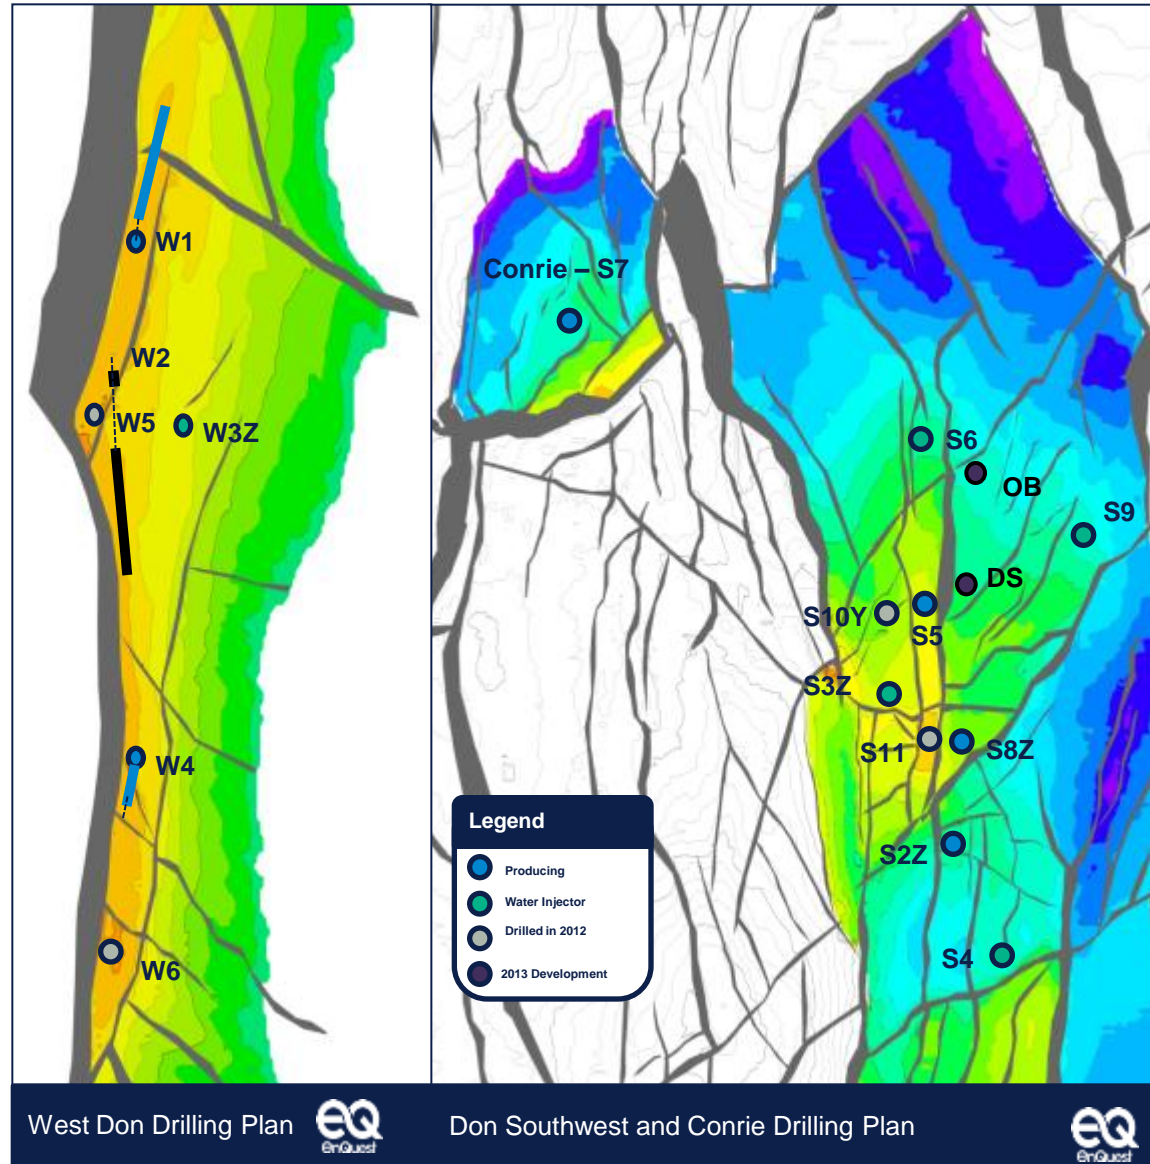 W1
W2
W5
W3Z
W4
W6
Conrie – S7
S6
OB
S9
DS
S10Y
S5
S3Z
S11
S8Z
S2Z
S4
Legend
Producing
Water Injector
Drilled in 2012
2013 Development
West Don Drilling Plan
eQ
EnQuest
Don Southwest and Conrie Drilling Plan
eQ
EnQuest